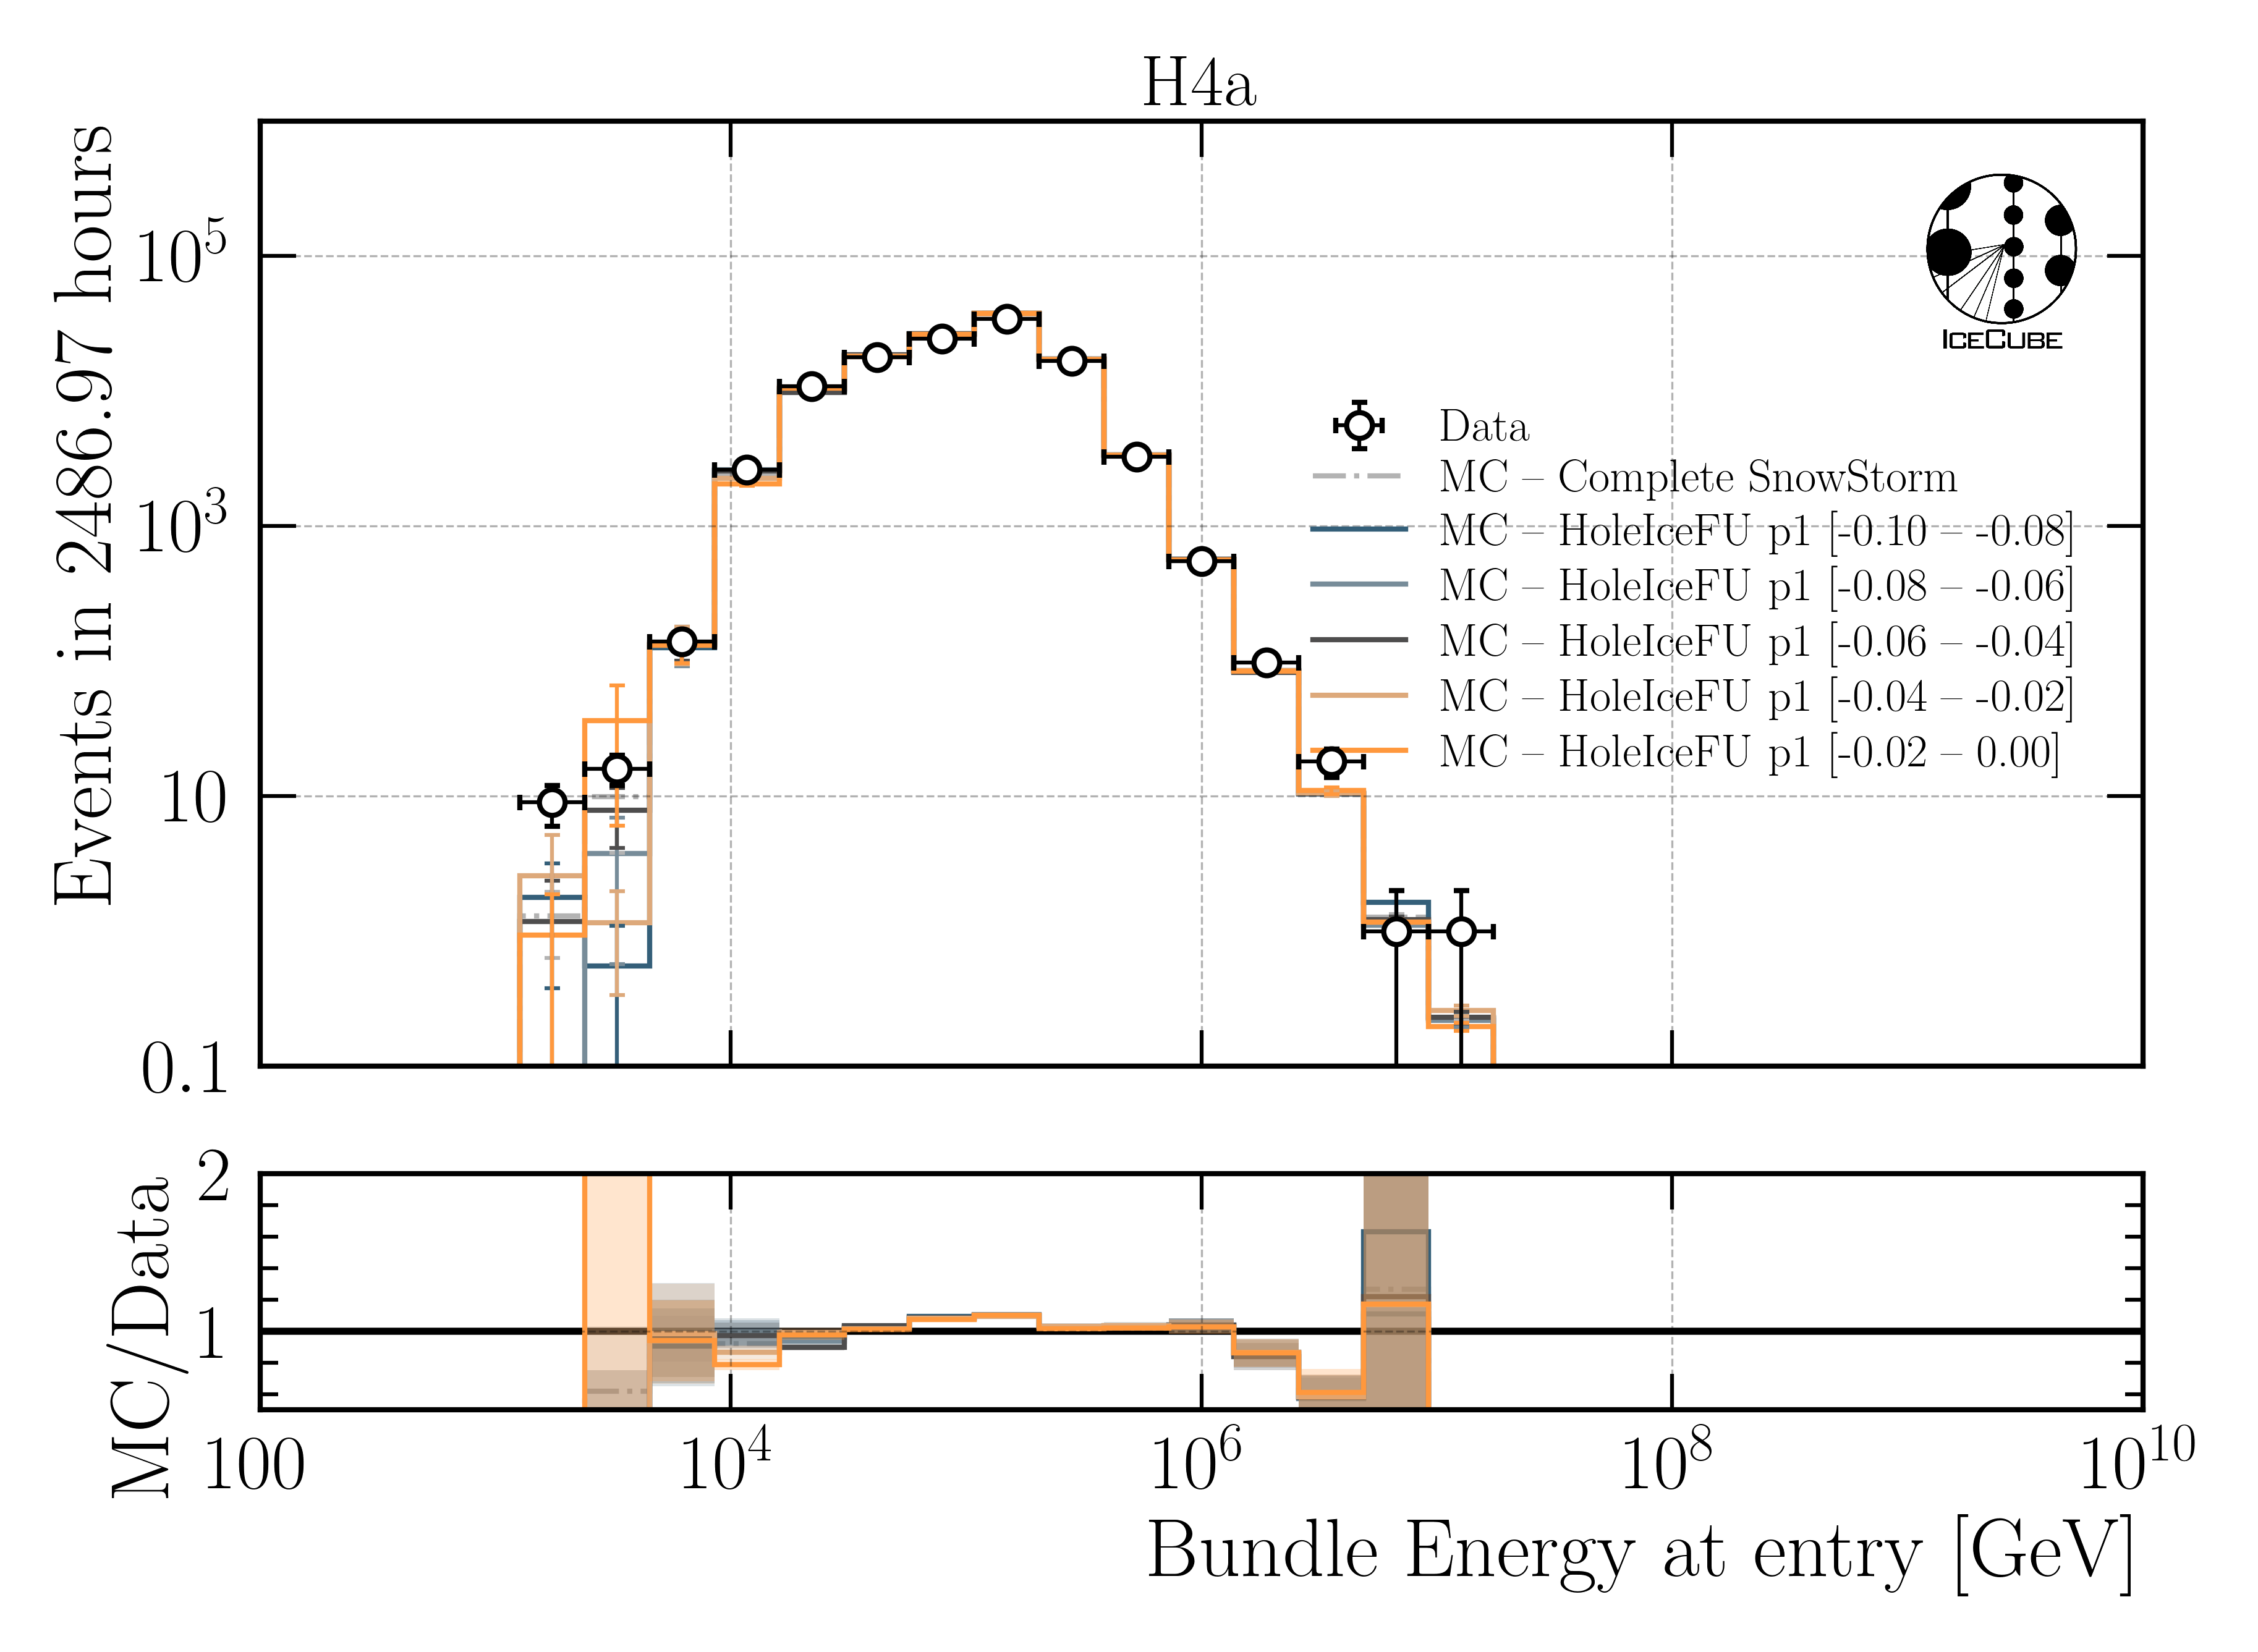 H4a
Events in 2486.97 hours
10^5
10^3
10
0.1
ICECUBE
Data
MC – Complete SnowStorm
MC – HoleIceFU p1 [-0.10 – -0.08]
MC – HoleIceFU p1 [-0.08 – -0.06]
MC – HoleIceFU p1 [-0.06 – -0.04]
MC – HoleIceFU p1 [-0.04 – -0.02]
MC – HoleIceFU p1 [-0.02 – 0.00]
MC/Data
2
1
100 10^4 10^6 10^8 10^10
Bundle Energy at entry [GeV]